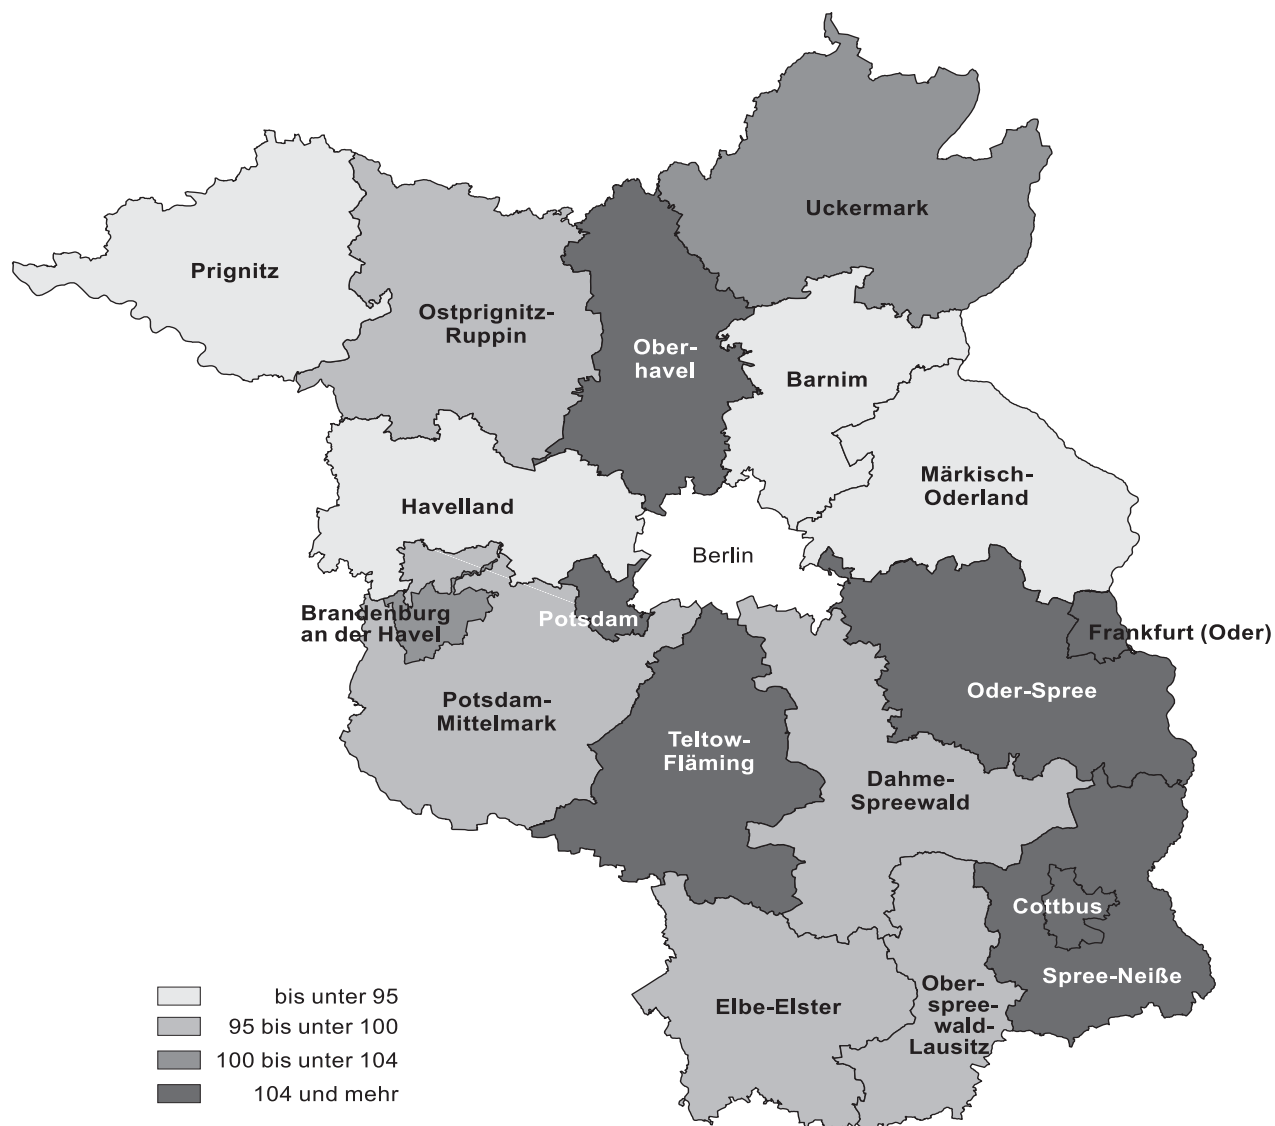 Uckermark
Prignitz
Ostprignitz-
Ruppin
Ober-
havel
Barnim
Märkisch-
Oderland
Havelland
Berlin
Brandenburg
an der Havel
Potsdam
Frankfurt (Oder)
Oder-Spree
Potsdam-
Mittelmark
Teltow-
Fläming
Dahme-
Spreewald
Cottbus
Spree-Neiße
Elbe-Elster
Ober-
spree-
wald-
Lausitz
bis unter 95
95 bis unter 100
100 bis unter 104
104 und mehr